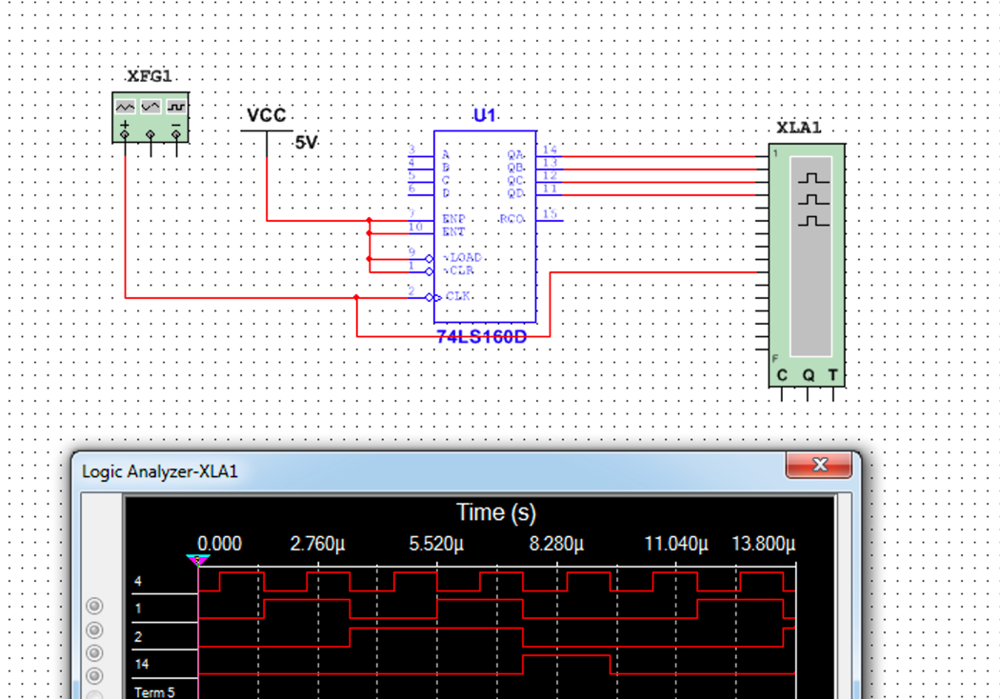 XFG1
VCC
5V
U1
XLA1
+ −
3 A QA 14
4 B QB 13
5 C QC 12
6 D QD 11
7 ENP RCO 15
10 ENT
9 ~LOAD
1 ~CLR
2 CLK
74LS160D
1
F
C Q T
Logic Analyzer-XLA1
Time (s)
0.000 2.760µ 5.520µ 8.280µ 11.040µ 13.800µ
4
1
2
14
Term 5